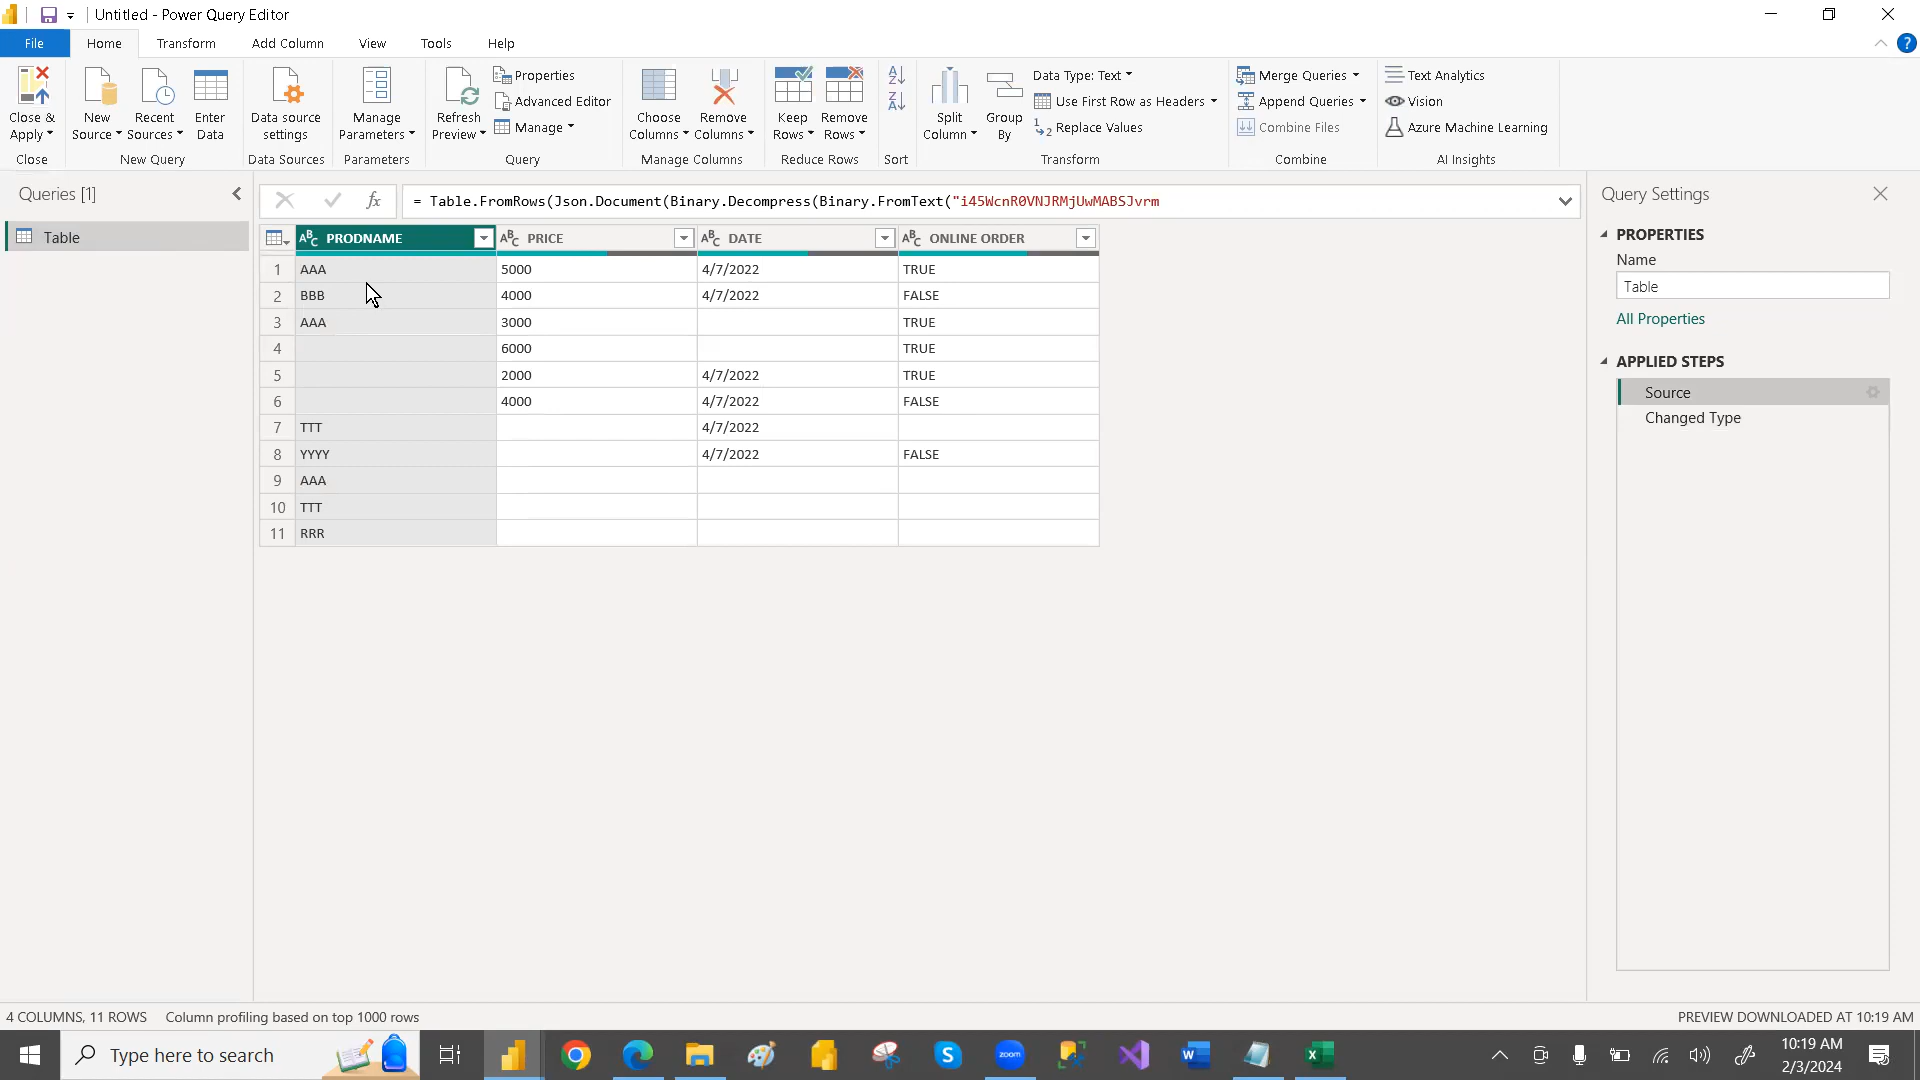 Untitled - Power Query Editor
File Home Transform Add Column View Tools Help
Close & Apply
New Source
Recent Sources
Enter Data
Data source settings
Manage Parameters
Refresh Preview
Properties
Advanced Editor
Manage
Choose Columns
Remove Columns
Keep Rows
Remove Rows
Split Column
Group By
Data Type: Text
Use First Row as Headers
Replace Values
Merge Queries
Append Queries
Combine Files
Text Analytics
Vision
Azure Machine Learning
Close New Query Data Sources Parameters Query Manage Columns Reduce Rows Sort Transform Combine AI Insights
Queries [1]
Table
fx = Table.FromRows(Json.Document(Binary.Decompress(Binary.FromText("i45WcnR0VNJRMjUwMABSJvrm
ABC PRODNAME ABC PRICE ABC DATE ABC ONLINE ORDER
1 AAA 5000 4/7/2022 TRUE
2 BBB 4000 4/7/2022 FALSE
3 AAA 3000 TRUE
4 6000 TRUE
5 2000 4/7/2022 TRUE
6 4000 4/7/2022 FALSE
7 TTT 4/7/2022
8 YYYY 4/7/2022 FALSE
9 AAA
10 TTT
11 RRR
Query Settings
PROPERTIES
Name
Table
All Properties
APPLIED STEPS
Source
Changed Type
4 COLUMNS, 11 ROWS Column profiling based on top 1000 rows PREVIEW DOWNLOADED AT 10:19 AM
Type here to search
zoom
10:19 AM
2/3/2024